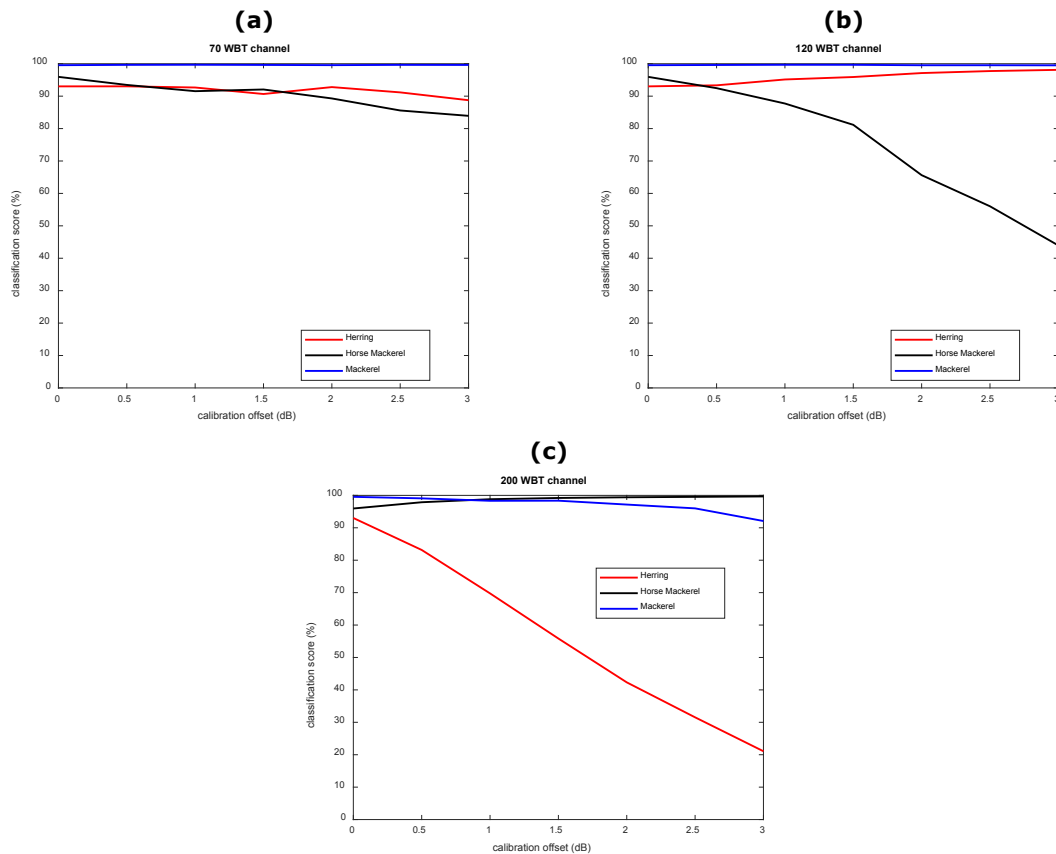 (a)
70 WBT channel
100
90
80
70
60
50
40
30
20
10
0
classification score (%)
Herring
Horse Mackerel
Mackerel
0 0.5 1 1.5 2 2.5 3
calibration offset (dB)
(b)
120 WBT channel
100
90
80
70
60
50
40
30
20
10
0
classification score (%)
Herring
Horse Mackerel
Mackerel
0 0.5 1 1.5 2 2.5 3
calibration offset (dB)
(c)
200 WBT channel
100
90
80
70
60
50
40
30
20
10
0
classification score (%)
Herring
Horse Mackerel
Mackerel
0 0.5 1 1.5 2 2.5 3
calibration offset (dB)